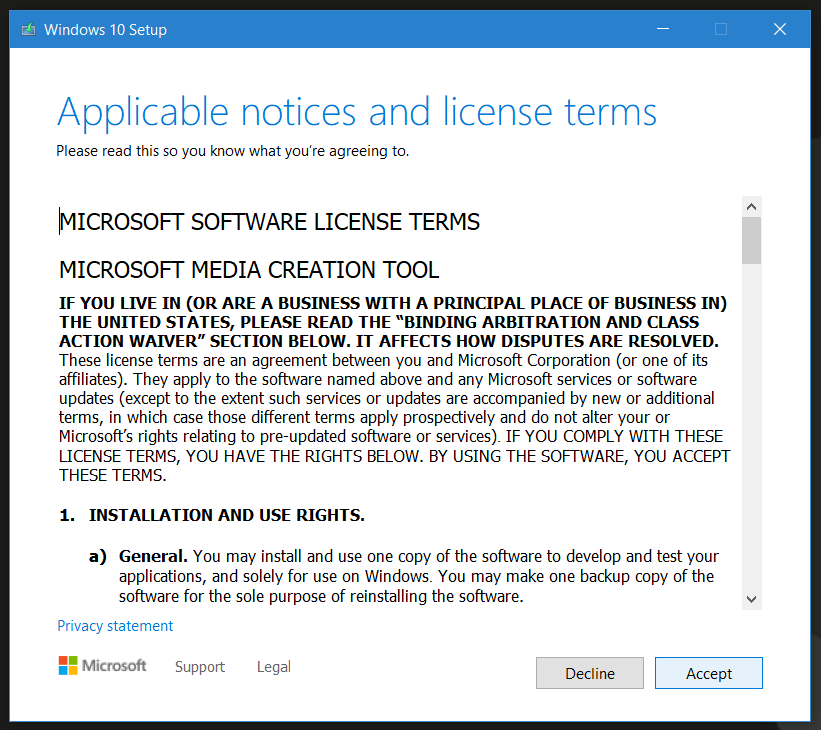 Windows 10 Setup
Applicable notices and license terms
Please read this so you know what you’re agreeing to.
MICROSOFT SOFTWARE LICENSE TERMS
MICROSOFT MEDIA CREATION TOOL
IF YOU LIVE IN (OR ARE A BUSINESS WITH A PRINCIPAL PLACE OF BUSINESS IN)
THE UNITED STATES, PLEASE READ THE “BINDING ARBITRATION AND CLASS
ACTION WAIVER” SECTION BELOW. IT AFFECTS HOW DISPUTES ARE RESOLVED.
These license terms are an agreement between you and Microsoft Corporation (or one of its
affiliates). They apply to the software named above and any Microsoft services or software
updates (except to the extent such services or updates are accompanied by new or additional
terms, in which case those different terms apply prospectively and do not alter your or
Microsoft’s rights relating to pre-updated software or services). IF YOU COMPLY WITH THESE
LICENSE TERMS, YOU HAVE THE RIGHTS BELOW. BY USING THE SOFTWARE, YOU ACCEPT
THESE TERMS.
1. INSTALLATION AND USE RIGHTS.
a) General. You may install and use one copy of the software to develop and test your
applications, and solely for use on Windows. You may make one backup copy of the
software for the sole purpose of reinstalling the software.
Privacy statement
Microsoft Support Legal Decline Accept